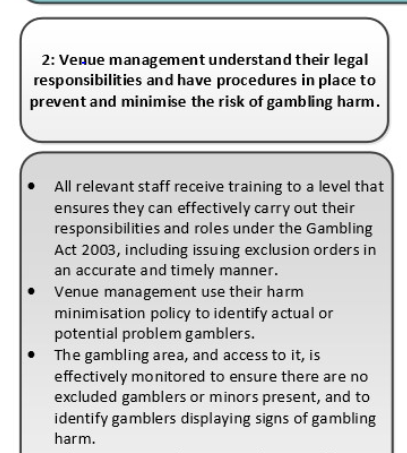 2: Venue management understand their legal
responsibilities and have procedures in place to
prevent and minimise the risk of gambling harm.
• All relevant staff receive training to a level that
ensures they can effectively carry out their
responsibilities and roles under the Gambling
Act 2003, including issuing exclusion orders in
an accurate and timely manner.
• Venue management use their harm
minimisation policy to identify actual or
potential problem gamblers.
• The gambling area, and access to it, is
effectively monitored to ensure there are no
excluded gamblers or minors present, and to
identify gamblers displaying signs of gambling
harm.